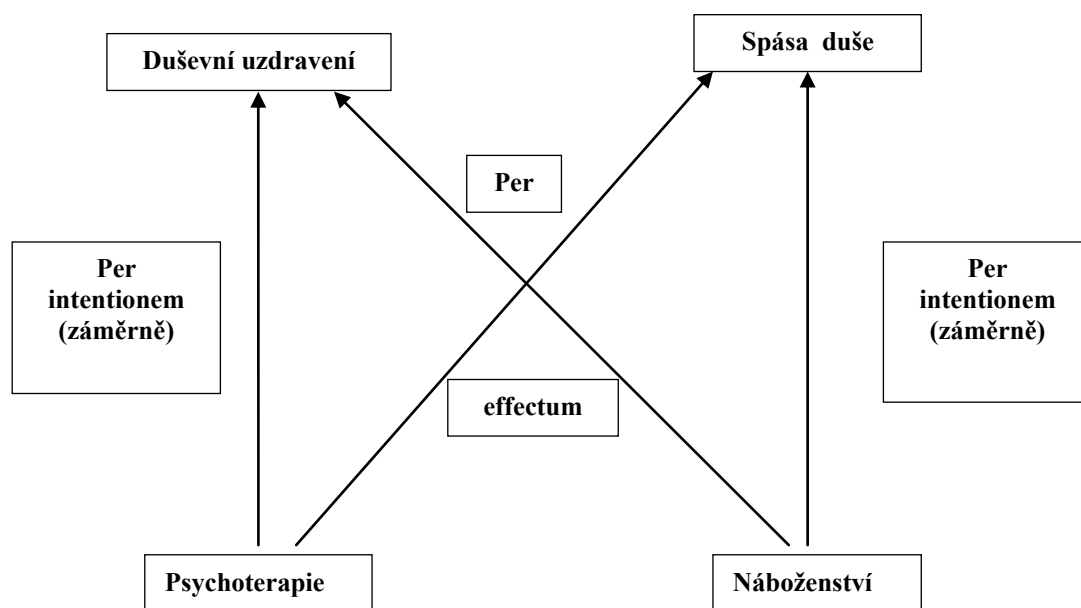 Spása duše
Duševní uzdravení
Per
Per
intentionem
(záměrně)
Per
intentionem
(záměrně)
effectum
Psychoterapie
Náboženství